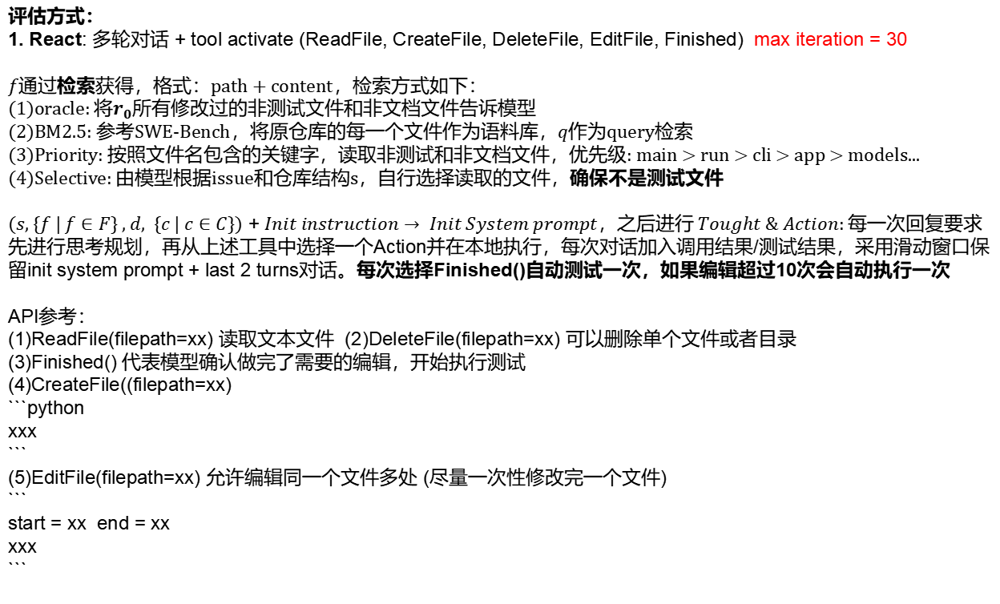 评估方式：
1. React: 多轮对话 + tool activate (ReadFile, CreateFile, DeleteFile, EditFile, Finished)  max iteration = 30
f通过检索获得，格式：path + content，检索方式如下：
(1)oracle: 将r₀所有修改过的非测试文件和非文档文件告诉模型
(2)BM2.5: 参考SWE-Bench，将原仓库的每一个文件作为语料库，q作为query检索
(3)Priority: 按照文件名包含的关键字，读取非测试和非文档文件，优先级: main > run > cli > app > models...
(4)Selective: 由模型根据issue和仓库结构s，自行选择读取的文件，确保不是测试文件
(s, {f | f ∈ F} , d, {c | c ∈ C}) + Init instruction → Init System prompt，之后进行 Tought & Action: 每一次回复要求
先进行思考规划，再从上述工具中选择一个Action并在本地执行，每次对话加入调用结果/测试结果，采用滑动窗口保
留init system prompt + last 2 turns对话。每次选择Finished()自动测试一次，如果编辑超过10次会自动执行一次
API参考：
(1)ReadFile(filepath=xx) 读取文本文件  (2)DeleteFile(filepath=xx) 可以删除单个文件或者目录
(3)Finished() 代表模型确认做完了需要的编辑，开始执行测试
(4)CreateFile((filepath=xx)
```python
xxx
```
(5)EditFile(filepath=xx) 允许编辑同一个文件多处 (尽量一次性修改完一个文件)
```
start = xx  end = xx
xxx
```